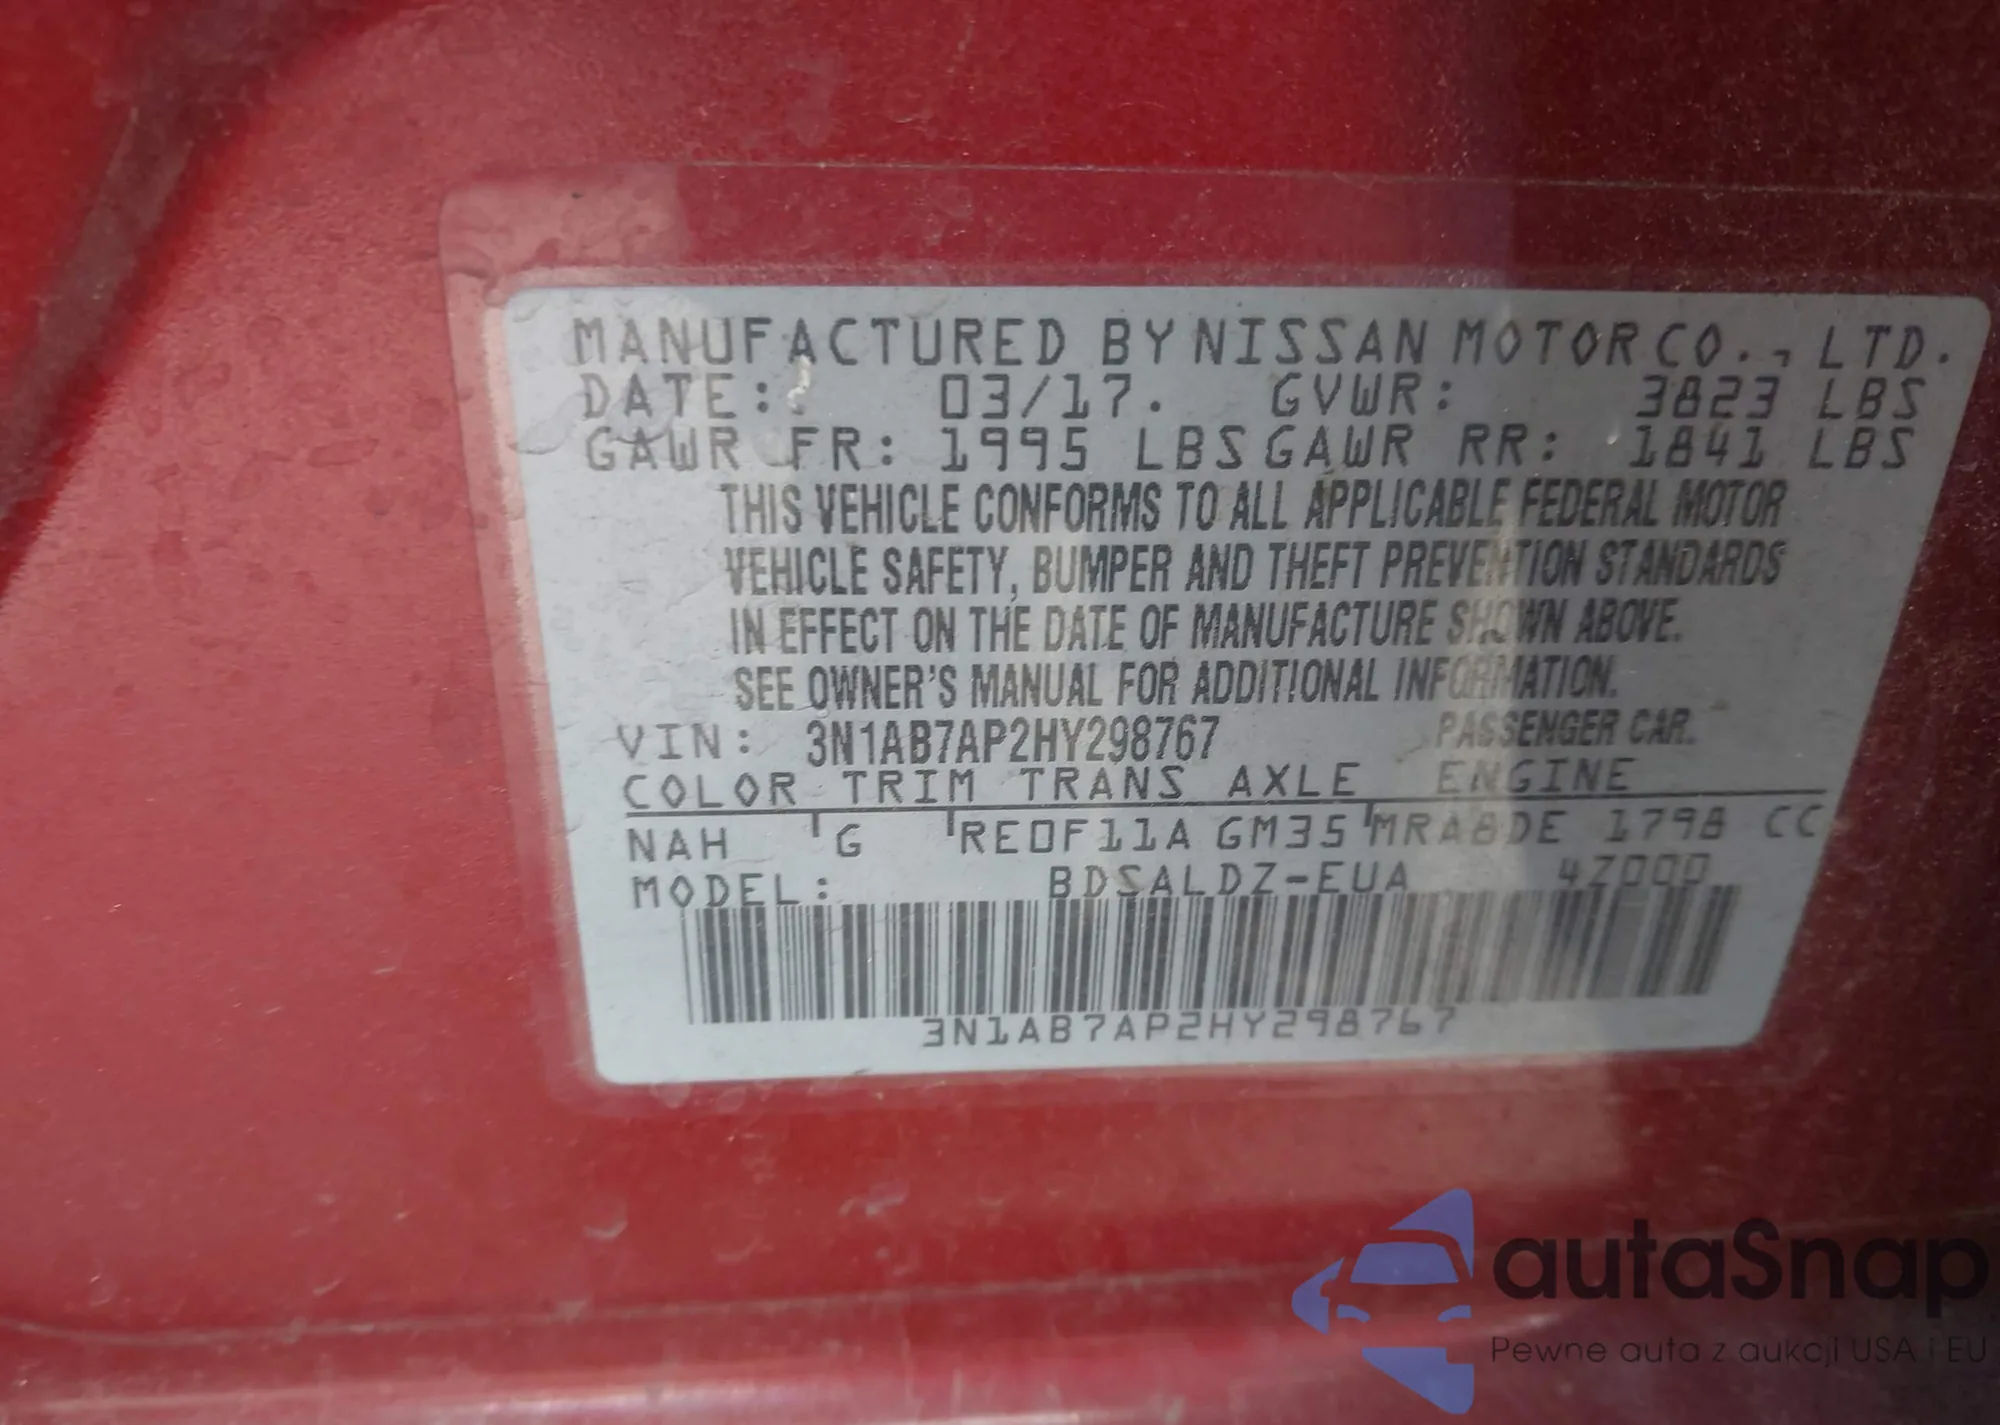 MANUFACTURED BY NISSAN MOTOR CO., LTD.
DATE: 03/17. GVWR: 3823 LBS
GAWR FR: 1995 LBS GAWR RR: 1841 LBS
THIS VEHICLE CONFORMS TO ALL APPLICABLE FEDERAL MOTOR
VEHICLE SAFETY, BUMPER AND THEFT PREVENTION STANDARDS
IN EFFECT ON THE DATE OF MANUFACTURE SHOWN ABOVE.
SEE OWNER'S MANUAL FOR ADDITIONAL INFORMATION.
VIN: 3N1AB7AP2HY298767 PASSENGER CAR.
COLOR TRIM TRANS AXLE ENGINE
NAH G RE0F11A GM35 MRA8DE 1798 CC
MODEL: BDSALDZ-EUA 4Z000
3N1AB7AP2HY298767
autaSnap
Pewne auta z aukcji USA i EU